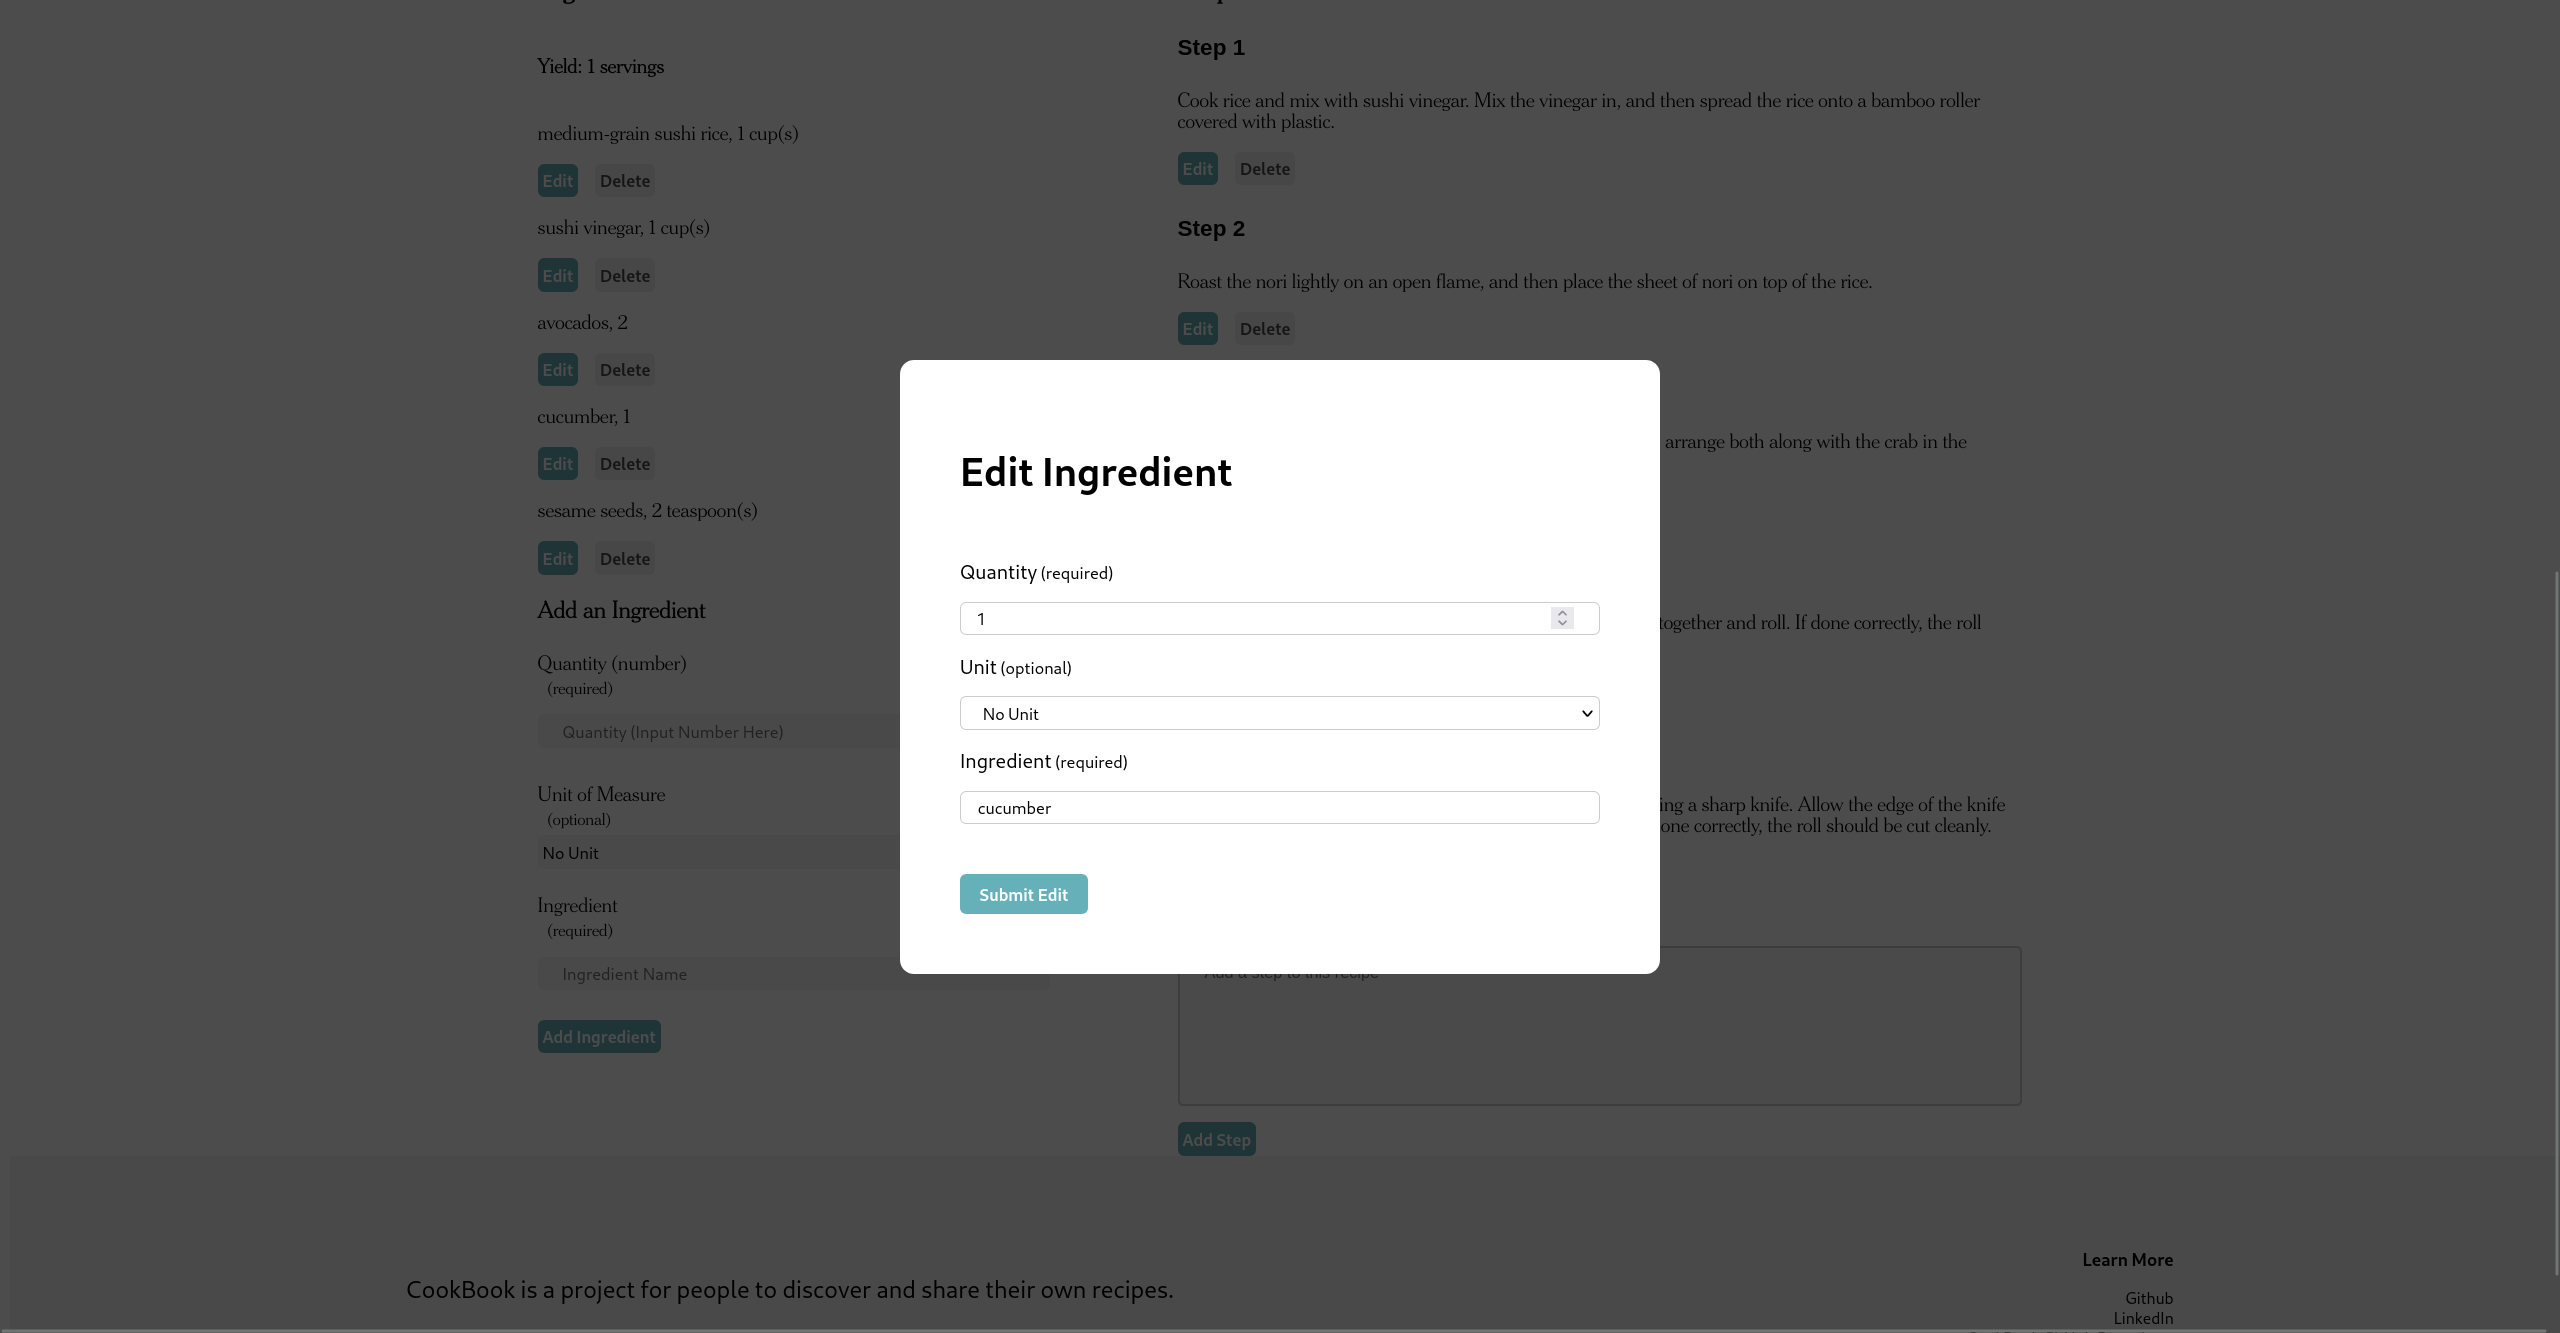 Yield: 1 servings
medium-grain sushi rice, 1 cup(s)
Edit Delete
sushi vinegar, 1 cup(s)
Edit Delete
avocados, 2
Edit Delete
cucumber, 1
Edit Delete
sesame seeds, 2 teaspoon(s)
Edit Delete
Add an Ingredient
Quantity (number)
(required)
Quantity (Input Number Here)
Unit of Measure
(optional)
No Unit
Ingredient
(required)
Ingredient Name
Add Ingredient
Step 1
Cook rice and mix with sushi vinegar. Mix the vinegar in, and then spread the rice onto a bamboo roller
covered with plastic.
Edit Delete
Step 2
Roast the nori lightly on an open flame, and then place the sheet of nori on top of the rice.
Edit Delete
arrange both along with the crab in the
together and roll. If done correctly, the roll
a sharp knife. Allow the edge of the knife
correctly, the roll should be cut cleanly.
Add a step to this recipe
Add Step
Edit Ingredient
Quantity (required)
1
Unit (optional)
No Unit
Ingredient (required)
cucumber
Submit Edit
CookBook is a project for people to discover and share their own recipes.
Learn More
Github
LinkedIn